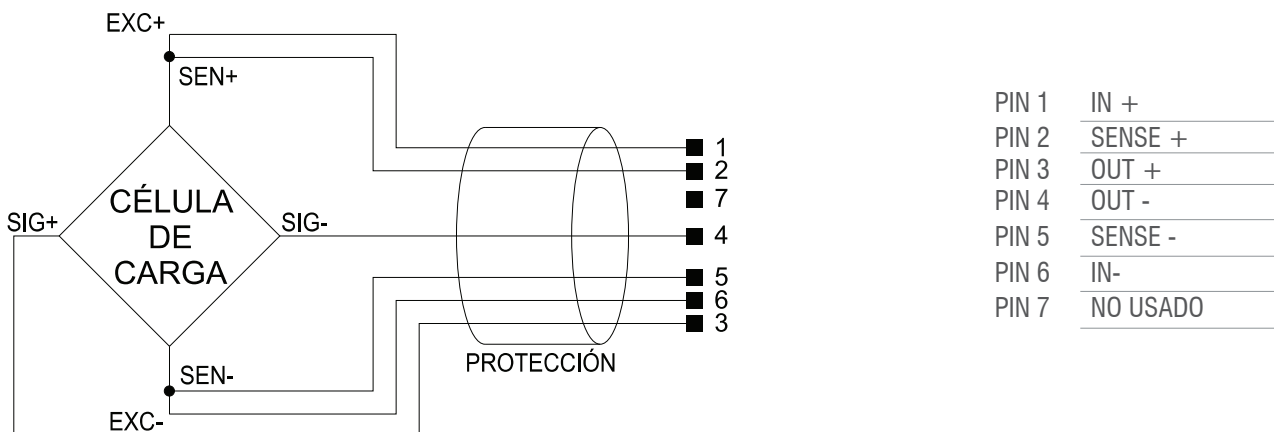 EXC+
SEN+
CÉLULA
DE
CARGA
SIG+
SIG-
SEN-
EXC-
1
2
7
4
5
6
3
PROTECCIÓN
PIN 1 IN +
PIN 2 SENSE +
PIN 3 OUT +
PIN 4 OUT -
PIN 5 SENSE -
PIN 6 IN-
PIN 7 NO USADO